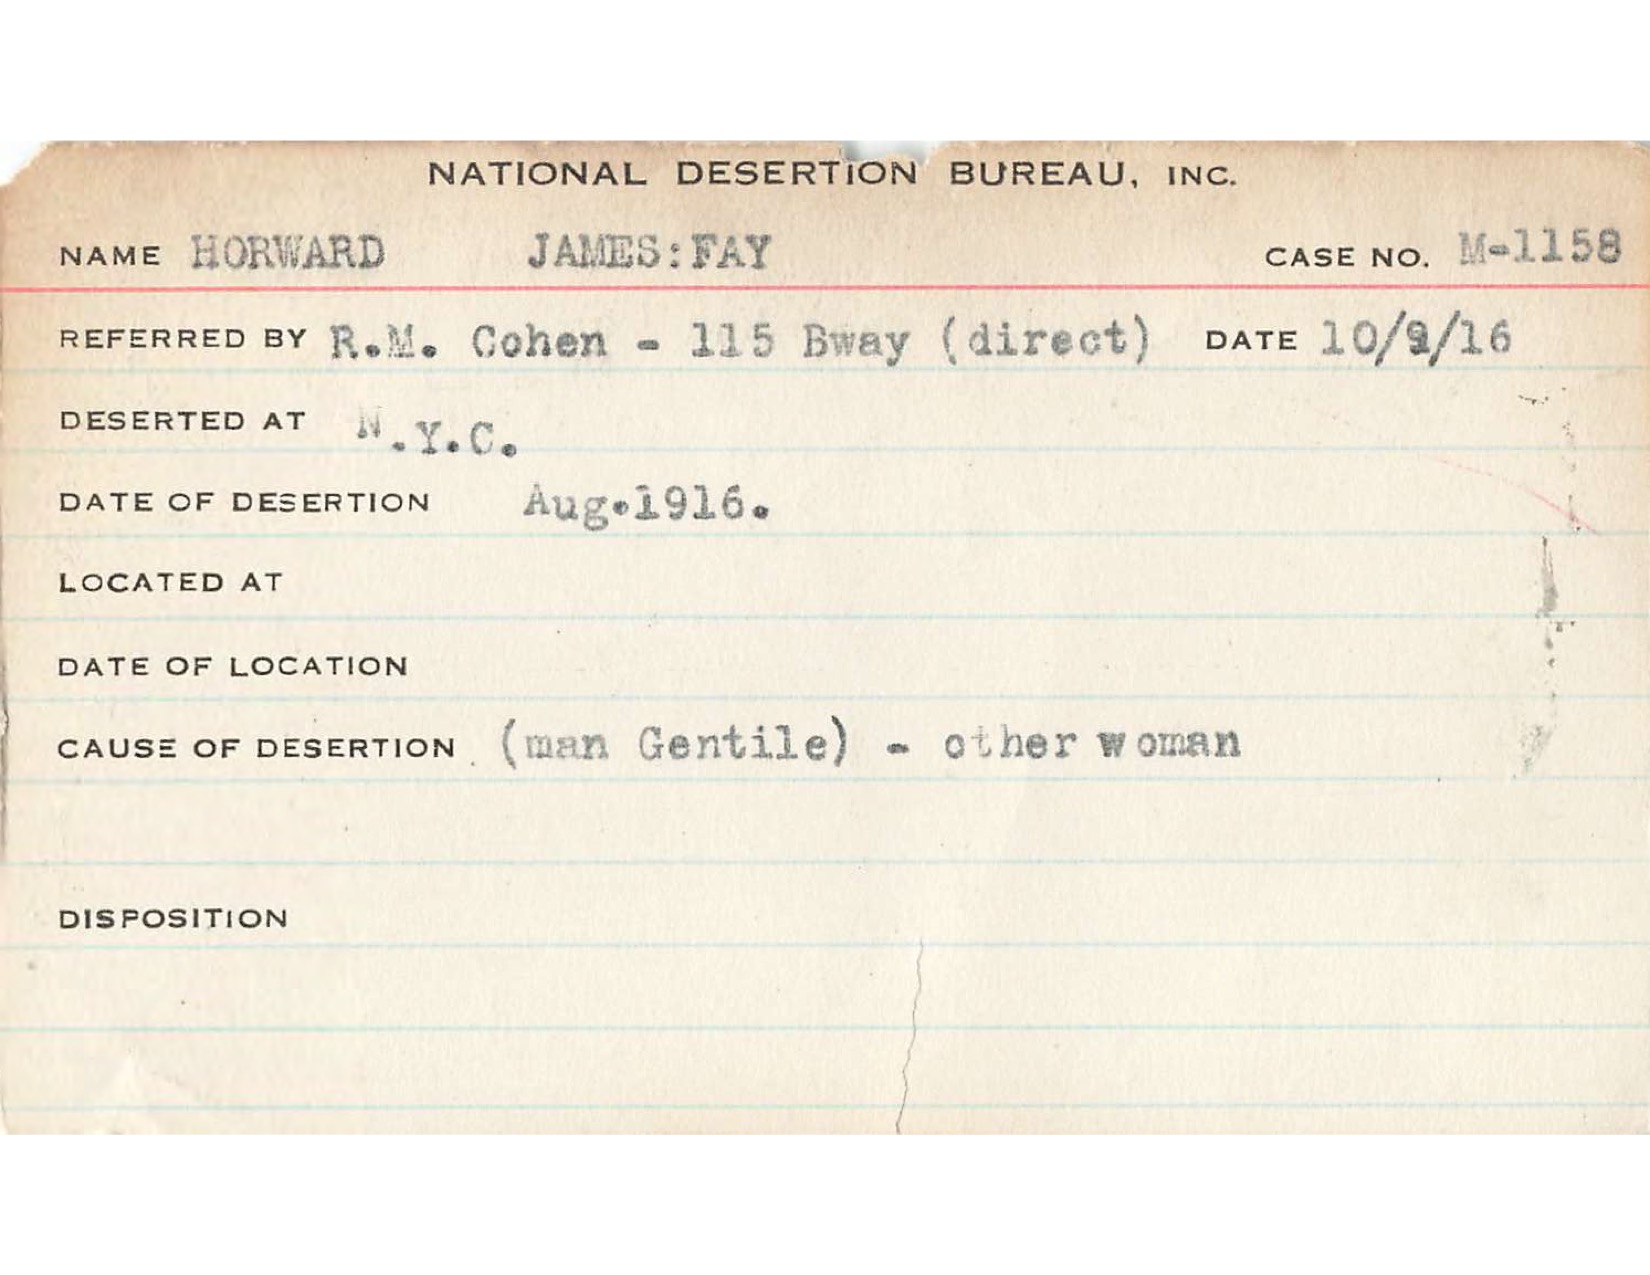 NATIONAL DESERTION BUREAU, INC.
NAME HORWARD JAMES:FAY CASE NO. M-1158
REFERRED BY R.M. Cohen - 115 Bway (direct) DATE 10/9/16
DESERTED AT N.Y.C.
DATE OF DESERTION Aug.1916.
LOCATED AT
DATE OF LOCATION
CAUSE OF DESERTION (man Gentile) - other woman
DISPOSITION